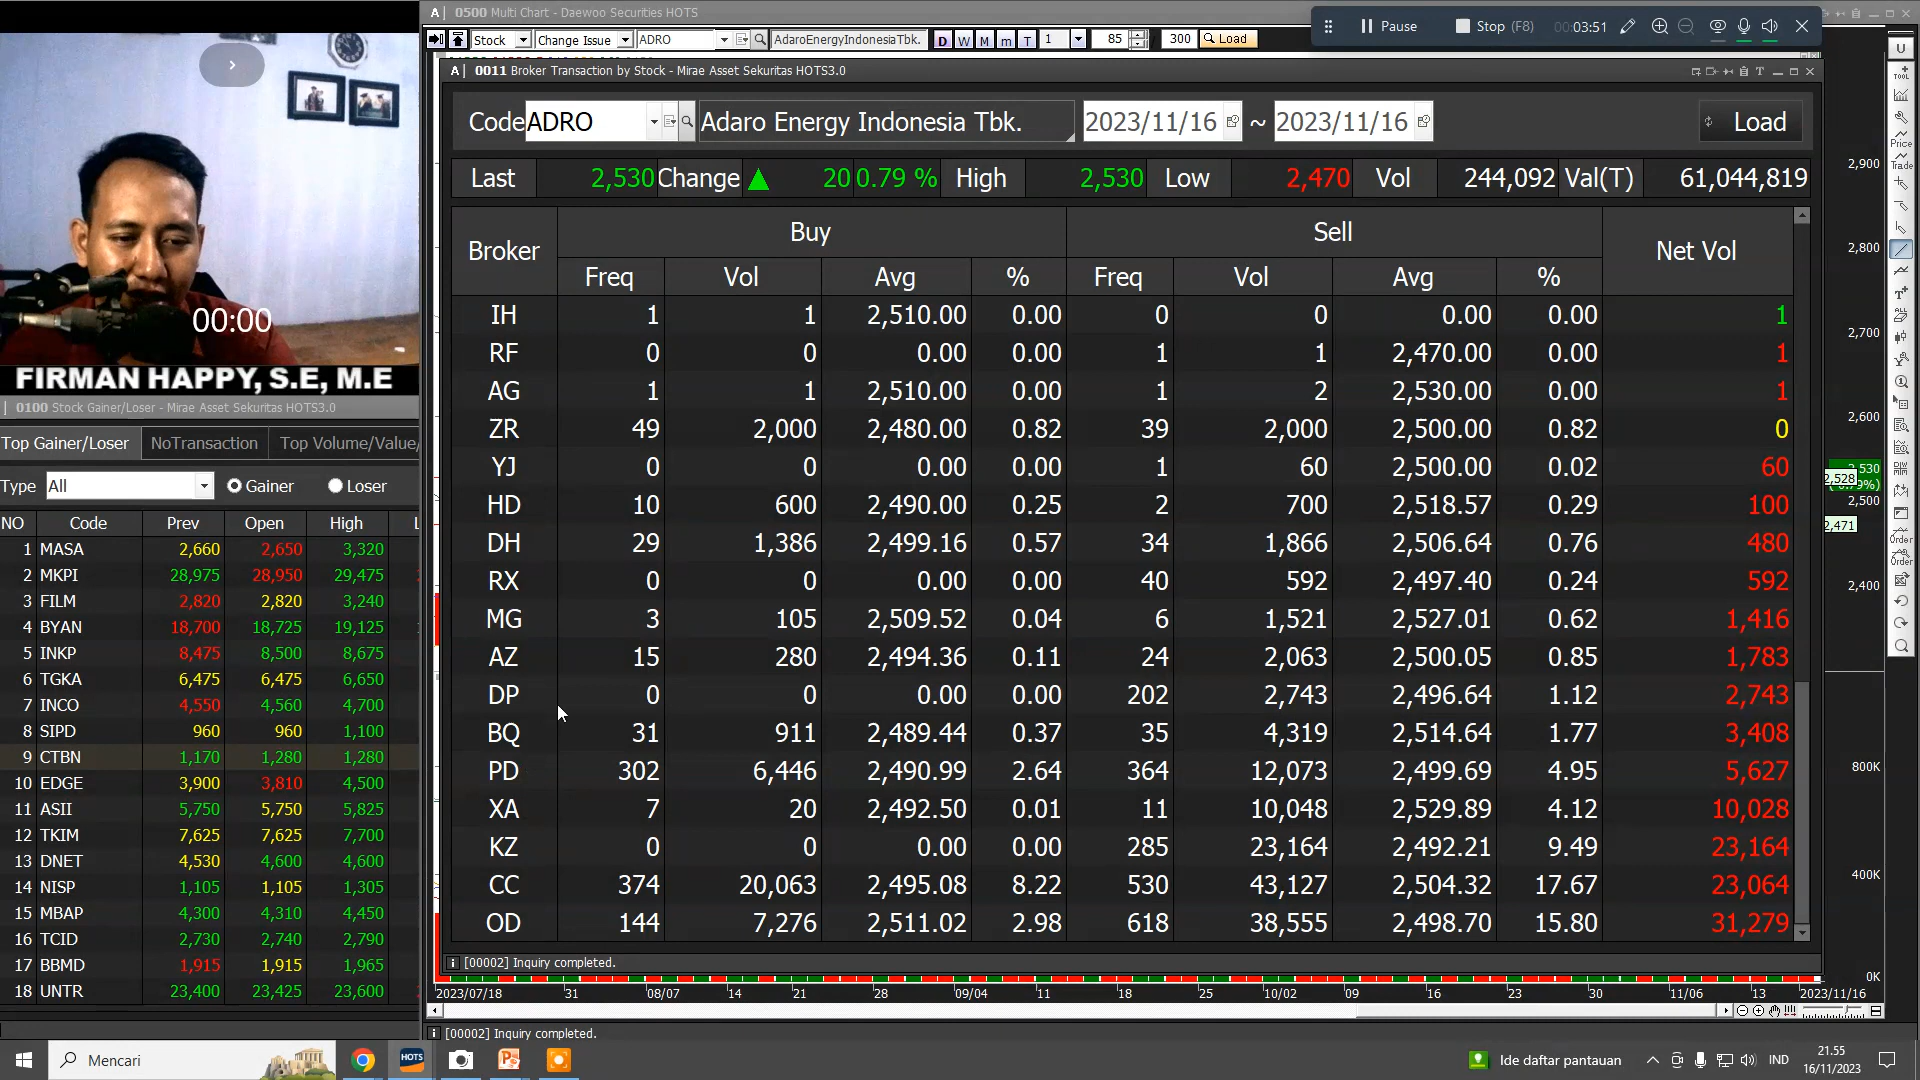 0500 Multi Chart - Daewoo Securities HOTS
Pause Stop (F8) 00:03:51
Stock Change Issue ADRO AdaroEnergyIndonesiaTbk. D W M m T 1 85 300 Load
0011 Broker Transaction by Stock - Mirae Asset Sekuritas HOTS3.0
Code ADRO Adaro Energy Indonesia Tbk. 2023/11/16 ~ 2023/11/16 Load
Last 2,530 Change ▲ 20 0.79 % High 2,530 Low 2,470 Vol 244,092 Val(T) 61,044,819
Broker Buy Sell Net Vol
Freq Vol Avg % Freq Vol Avg %
IH 1 1 2,510.00 0.00 0 0 0.00 0.00 1
RF 0 0 0.00 0.00 1 1 2,470.00 0.00 1
AG 1 1 2,510.00 0.00 1 2 2,530.00 0.00 1
ZR 49 2,000 2,480.00 0.82 39 2,000 2,500.00 0.82 0
YJ 0 0 0.00 0.00 1 60 2,500.00 0.02 60
HD 10 600 2,490.00 0.25 2 700 2,518.57 0.29 100
DH 29 1,386 2,499.16 0.57 34 1,866 2,506.64 0.76 480
RX 0 0 0.00 0.00 40 592 2,497.40 0.24 592
MG 3 105 2,509.52 0.04 6 1,521 2,527.01 0.62 1,416
AZ 15 280 2,494.36 0.11 24 2,063 2,500.05 0.85 1,783
DP 0 0 0.00 0.00 202 2,743 2,496.64 1.12 2,743
BQ 31 911 2,489.44 0.37 35 4,319 2,514.64 1.77 3,408
PD 302 6,446 2,490.99 2.64 364 12,073 2,499.69 4.95 5,627
XA 7 20 2,492.50 0.01 11 10,048 2,529.89 4.12 10,028
KZ 0 0 0.00 0.00 285 23,164 2,492.21 9.49 23,164
CC 374 20,063 2,495.08 8.22 530 43,127 2,504.32 17.67 23,064
OD 144 7,276 2,511.02 2.98 618 38,555 2,498.70 15.80 31,279
[00002] Inquiry completed.
2023/07/18 31 08/07 14 21 28 09/04 11 18 25 10/02 09 16 23 30 11/06 13 2023/11/16
[00002] Inquiry completed.
2,900
2,800
2,700
2,600
2,530
2,528
2,500
2,471
2,400
800K
400K
0K
U
TOOL
Price
Trade
Order
Order
00:00
FIRMAN HAPPY, S.E, M.E
0100 Stock Gainer/Loser - Mirae Asset Sekuritas HOTS3.0
Top Gainer/Loser NoTransaction Top Volume/Value/
Type All Gainer Loser
NO Code Prev Open High L
1 MASA 2,660 2,650 3,320
2 MKPI 28,975 28,950 29,475
3 FILM 2,820 2,820 3,240
4 BYAN 18,700 18,725 19,125
5 INKP 8,475 8,500 8,675
6 TGKA 6,475 6,475 6,650
7 INCO 4,550 4,560 4,700
8 SIPD 960 960 1,100
9 CTBN 1,170 1,280 1,280
10 EDGE 3,900 3,810 4,500
11 ASII 5,750 5,750 5,825
12 TKIM 7,625 7,625 7,700
13 DNET 4,530 4,600 4,600
14 NISP 1,105 1,105 1,305
15 MBAP 4,300 4,310 4,450
16 TCID 2,730 2,740 2,790
17 BBMD 1,915 1,915 1,965
18 UNTR 23,400 23,425 23,600
Mencari HOTS Ide daftar pantauan IND 21.55
16/11/2023